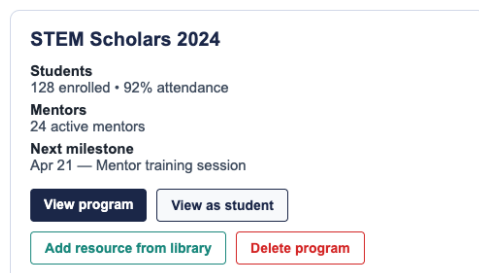 STEM Scholars 2024
Students
128 enrolled • 92% attendance
Mentors
24 active mentors
Next milestone
Apr 21 — Mentor training session
View program
View as student
Add resource from library
Delete program